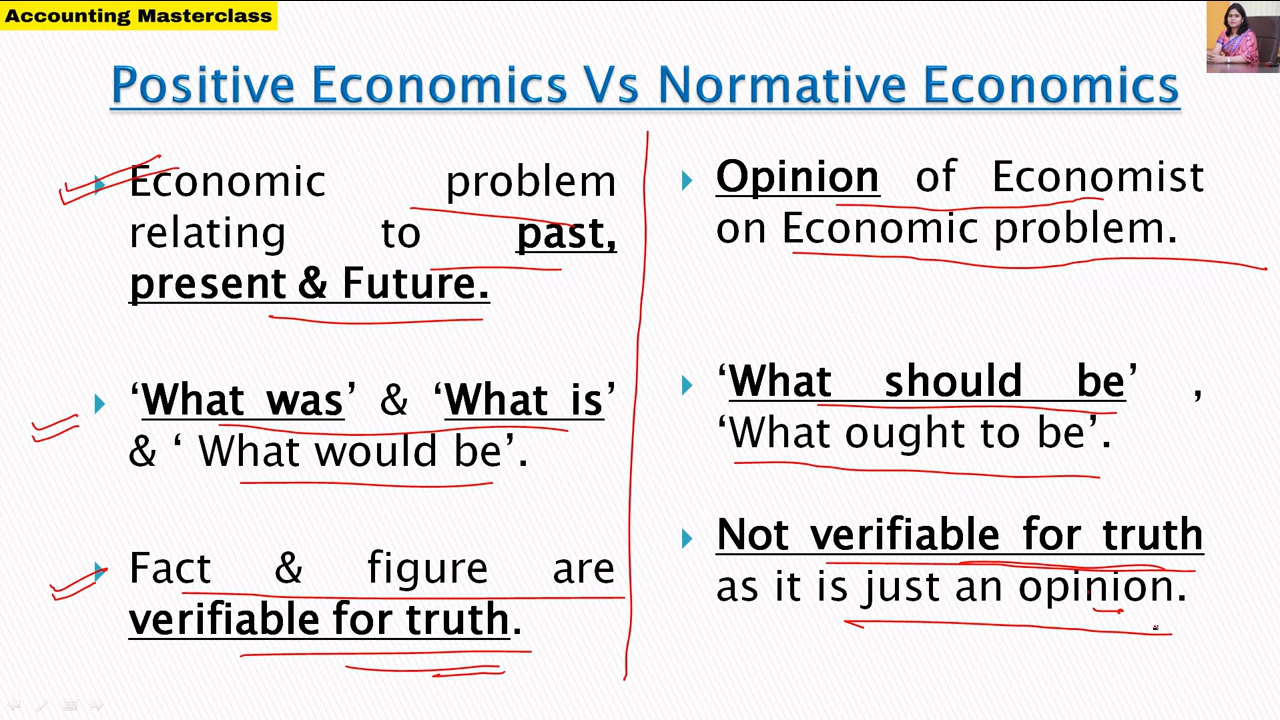 Accounting Masterclass
Positive Economics Vs Normative Economics
Economic problem
relating to past,
present & Future.
‘What was’ & ‘What is’
& ‘ What would be’.
Fact & figure are
verifiable for truth.
Opinion of Economist
on Economic problem.
‘What should be’ ,
‘What ought to be’.
Not verifiable for truth
as it is just an opinion.